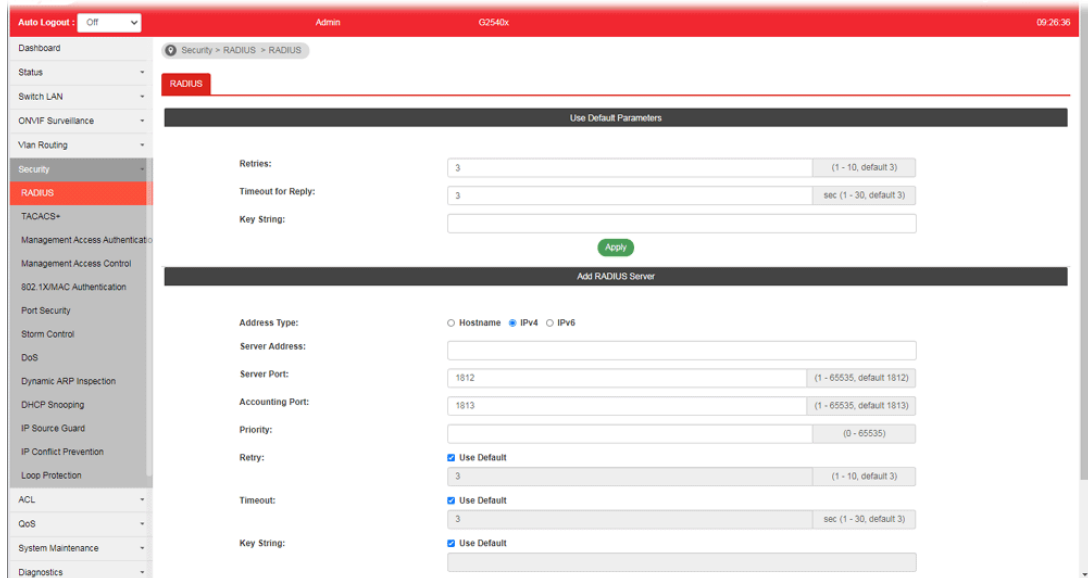 Auto Logout : Off Admin G2540x 09:26:36
Dashboard
Status
Switch LAN
ONVIF Surveillance
Vlan Routing
Security
RADIUS
TACACS+
Management Access Authenticatio
Management Access Control
802.1X/MAC Authentication
Port Security
Storm Control
DoS
Dynamic ARP Inspection
DHCP Snooping
IP Source Guard
IP Conflict Prevention
Loop Protection
ACL
QoS
System Maintenance
Diagnostics
Security > RADIUS > RADIUS
RADIUS
Use Default Parameters
Retries: 3 (1 - 10, default 3)
Timeout for Reply: 3 sec (1 - 30, default 3)
Key String:
Apply
Add RADIUS Server
Address Type: Hostname IPv4 IPv6
Server Address:
Server Port: 1812 (1 - 65535, default 1812)
Accounting Port: 1813 (1 - 65535, default 1813)
Priority: (0 - 65535)
Retry: Use Default
3 (1 - 10, default 3)
Timeout: Use Default
3 sec (1 - 30, default 3)
Key String: Use Default